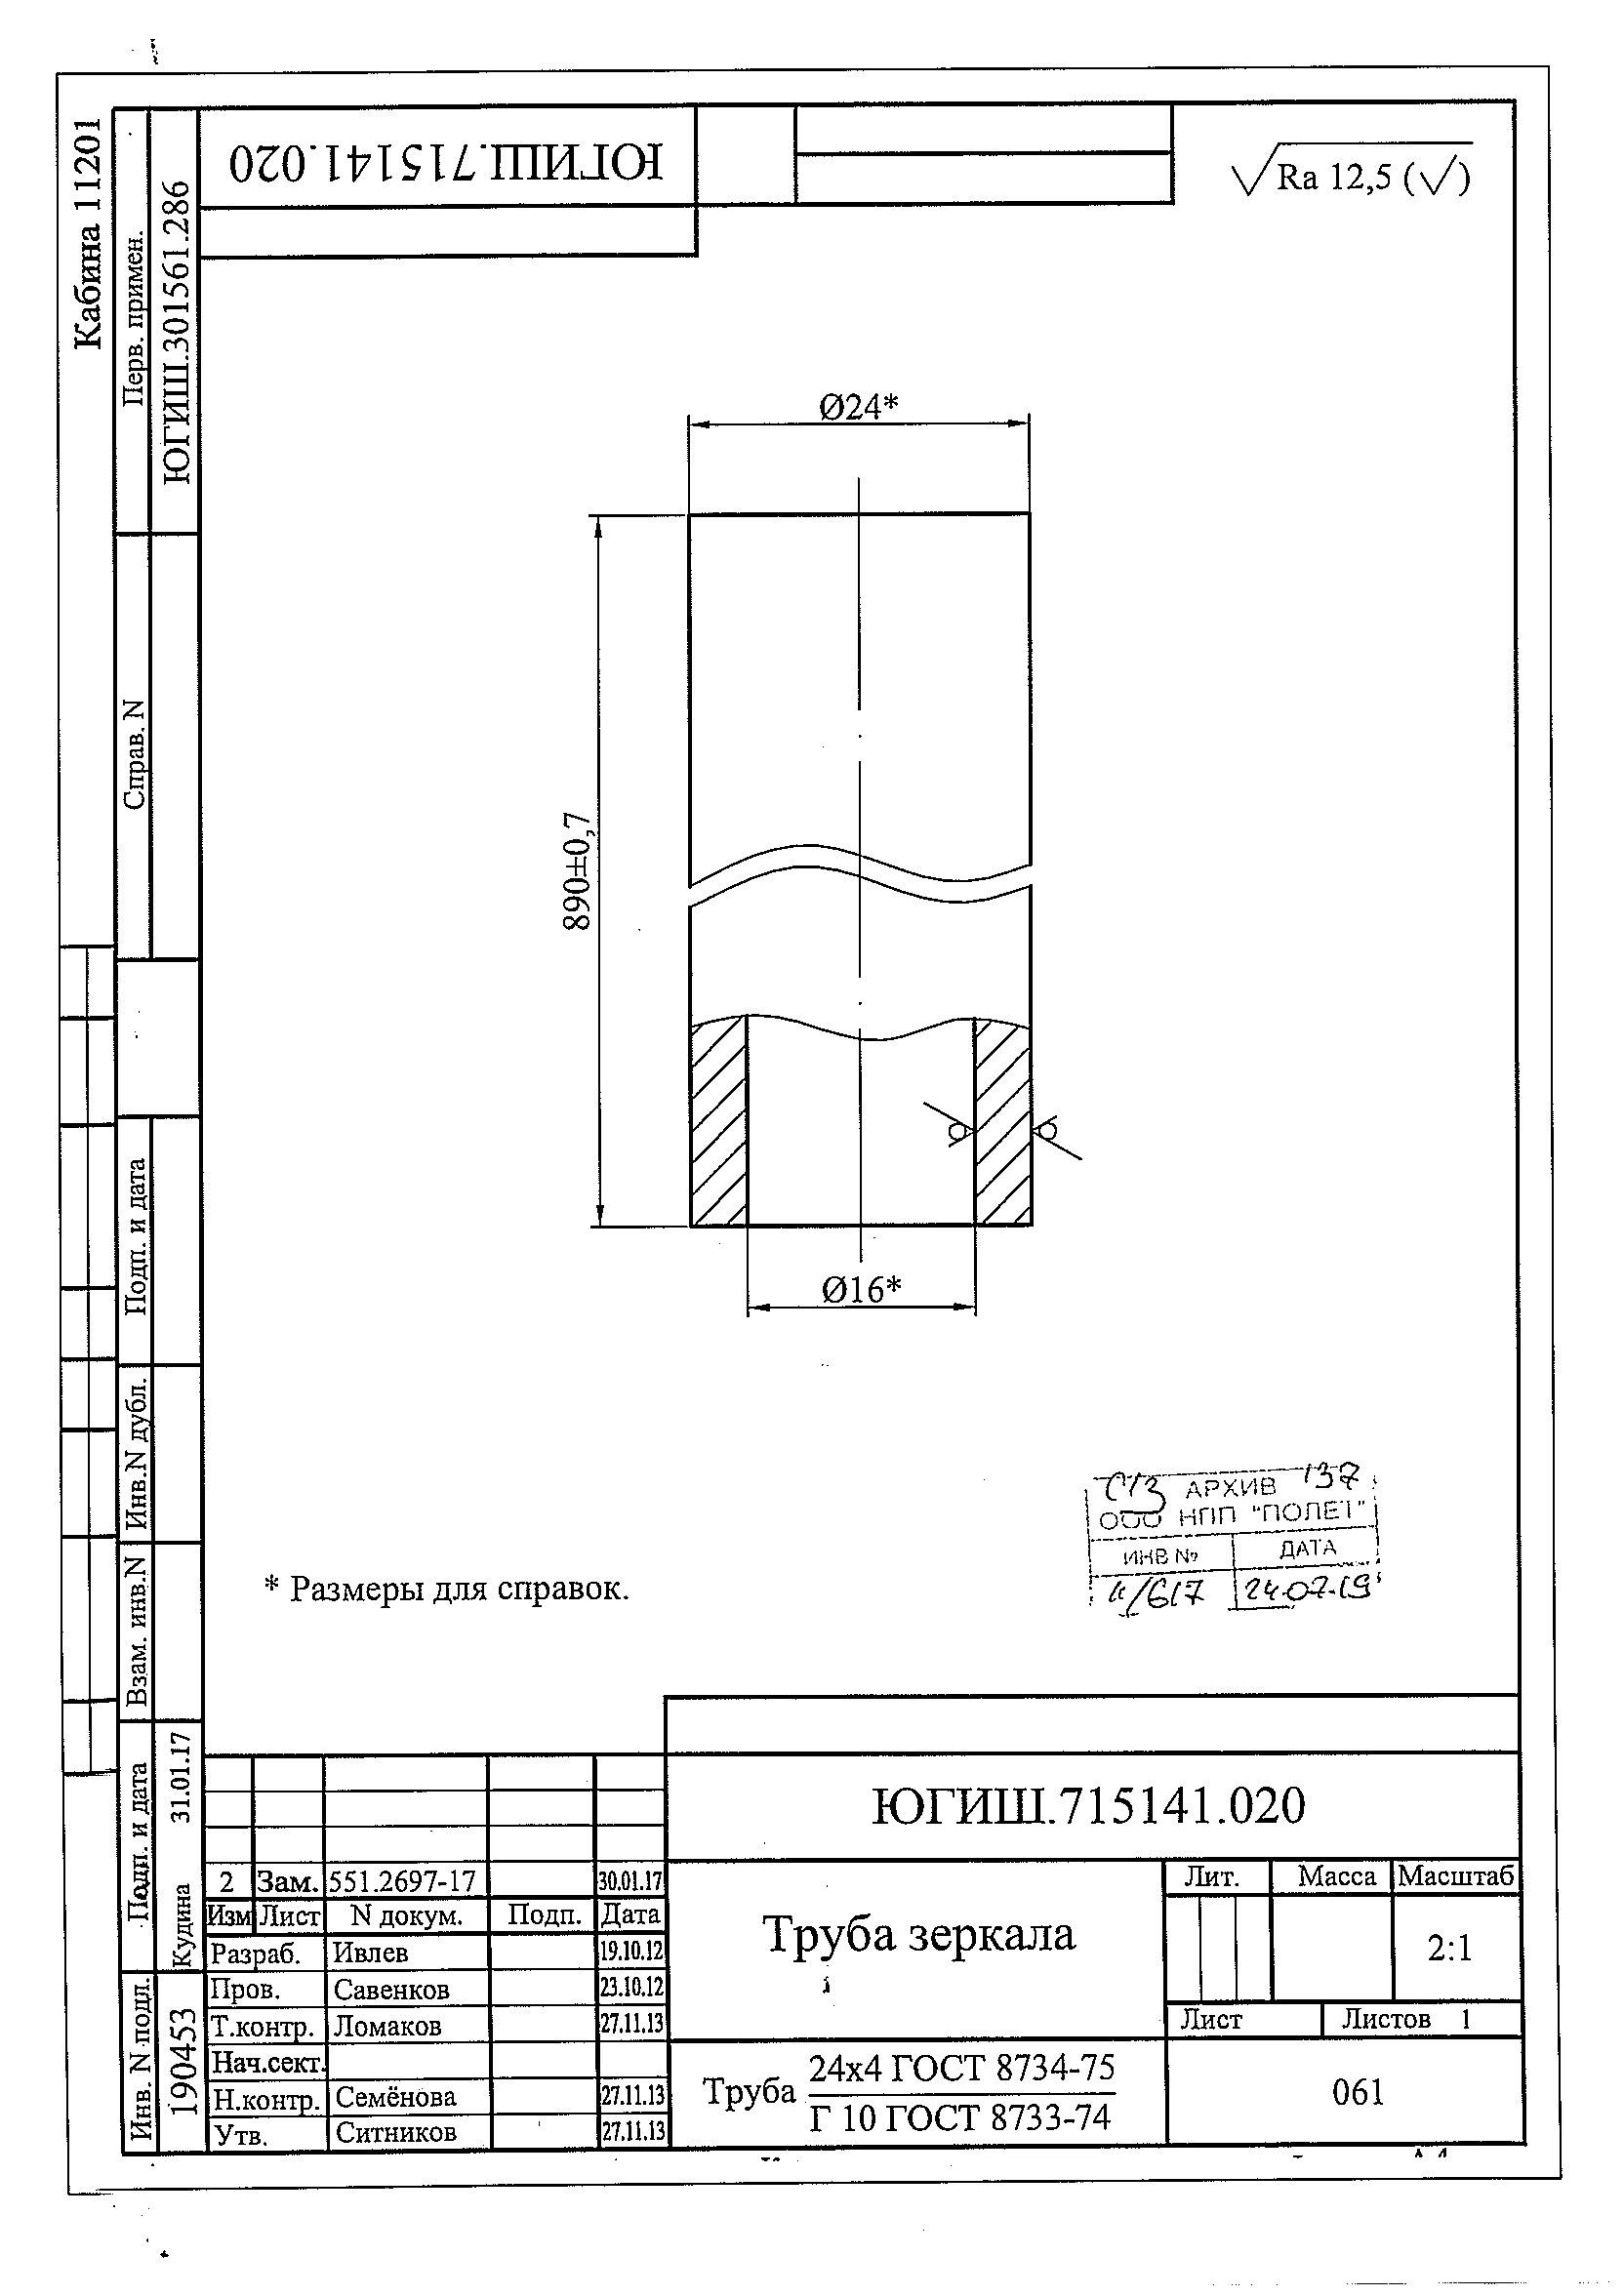 Кабина 11201
Перв. примен.
ЮГИШ.301561.286
Справ. N
Подп. и дата
Инв.N дубл.
Взам. инв.N
Подп. и дата
Кудина 31.01.17
Инв. N подл.
190453
ЮГИШ.715141.020
Ra 12,5 (√)
Ø24*
890±0,7
Ø16*
* Размеры для справок.
АРХИВ 137
ООО НПП "ПОЛЕТ"
ИНВ № ДАТА
/617 24.07.19
ЮГИШ.715141.020
2 Зам. 551.2697-17 30.01.17
Изм Лист N докум. Подп. Дата
Разраб. Ивлев 19.10.12
Пров. Савенков 23.10.12
Т.контр. Ломаков 27.11.13
Нач.сект.
Н.контр. Семёнова 27.11.13
Утв. Ситников 27.11.13
Труба зеркала
Лит. Масса Масштаб
2:1
Лист Листов 1
Труба 24x4 ГОСТ 8734-75
Г 10 ГОСТ 8733-74
061